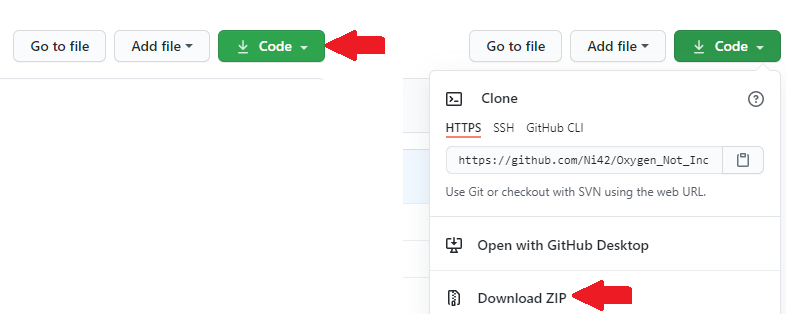 Go to file Add file Code
Go to file Add file Code
Clone
HTTPS SSH GitHub CLI
https://github.com/Ni42/Oxygen_Not_Inc
Use Git or checkout with SVN using the web URL.
Open with GitHub Desktop
Download ZIP